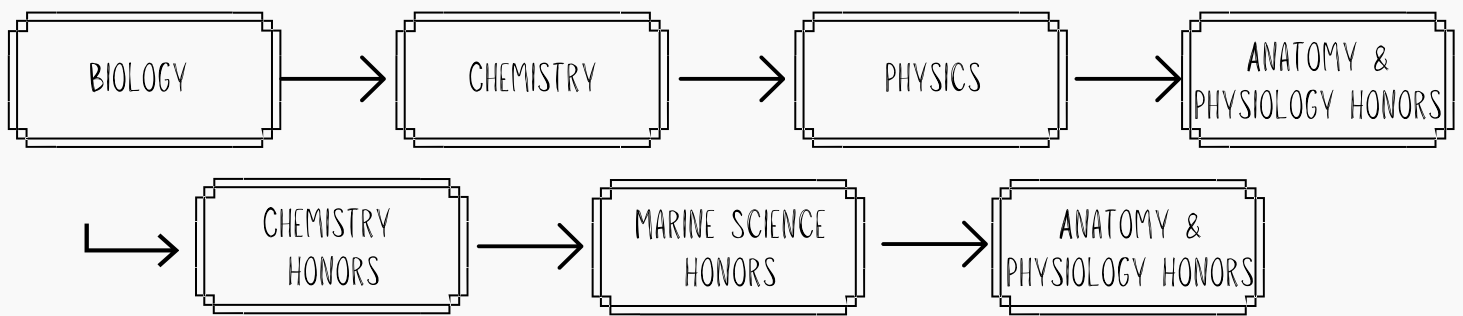 BIOLOGY
CHEMISTRY
PHYSICS
ANATOMY &
PHYSIOLOGY HONORS
CHEMISTRY
HONORS
MARINE SCIENCE
HONORS
ANATOMY &
PHYSIOLOGY HONORS